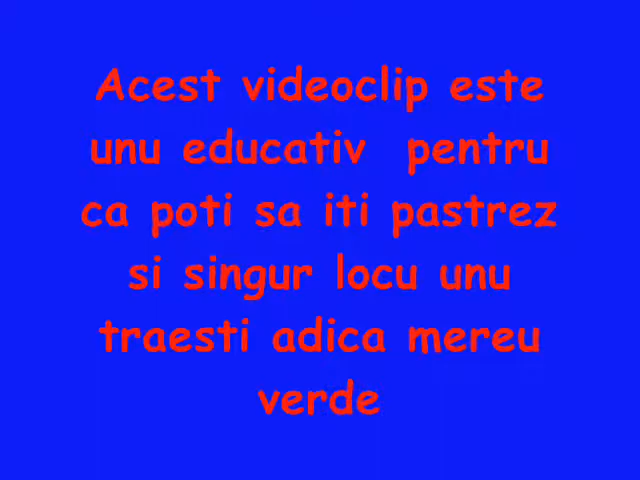 Acest videoclip este
unu educativ pentru
ca poti sa iti pastrez
si singur locu unu
traesti adica mereu
verde